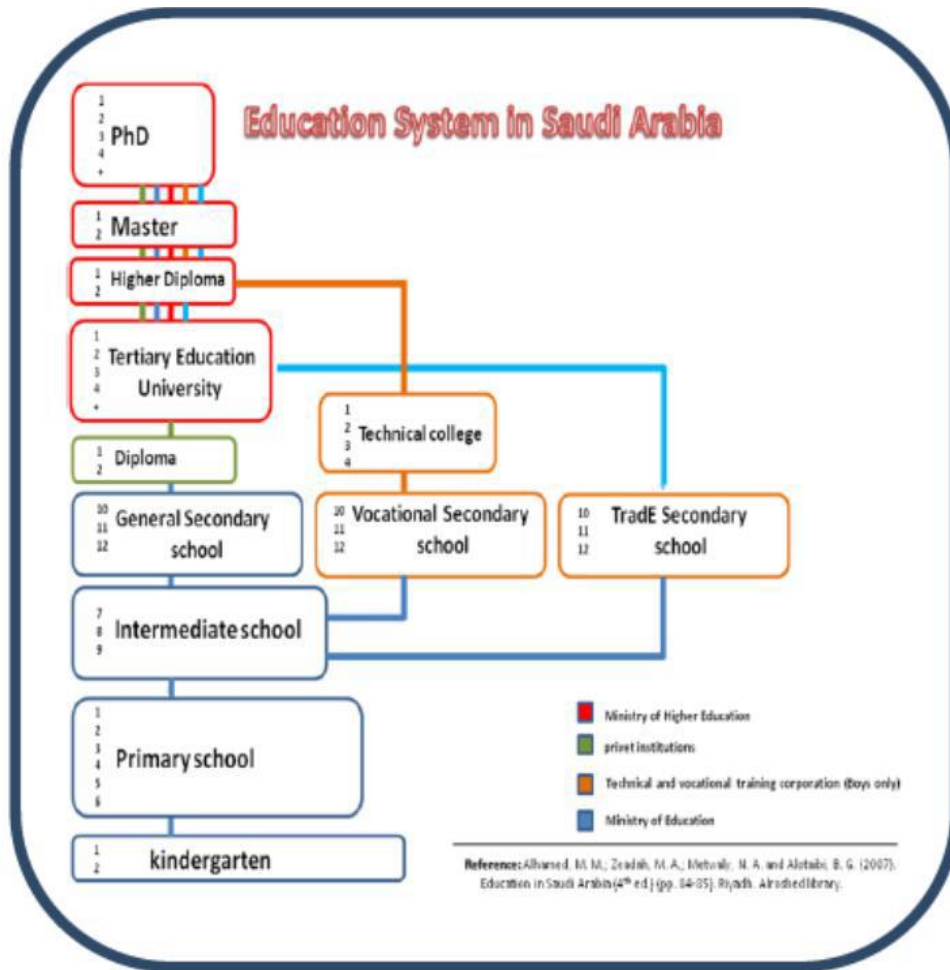 Education System in Saudi Arabia
1
2
3
4
+
PhD
1
2
Master
1
2
Higher Diploma
1
2
3
4
+
Tertiary Education
University
1
2
3
4
Technical college
1
2
Diploma
10
11
12
General Secondary
school
10
11
12
Vocational Secondary
school
10
11
12
TradE Secondary
school
7
8
9
Intermediate school
1
2
3
4
5
6
Primary school
1
2
kindergarten
Ministry of Higher Education
privet institutions
Technical and vocational training corporation (Boys only)
Ministry of Education
Reference: Alhamed, M. M.; Zeadah, M. A.; Metwaly, N. A. and Alotaibi, B. G. (2007).
Education in Saudi Arabia (4th ed.) (pp. 84-85). Riyadh. Alroshed library.